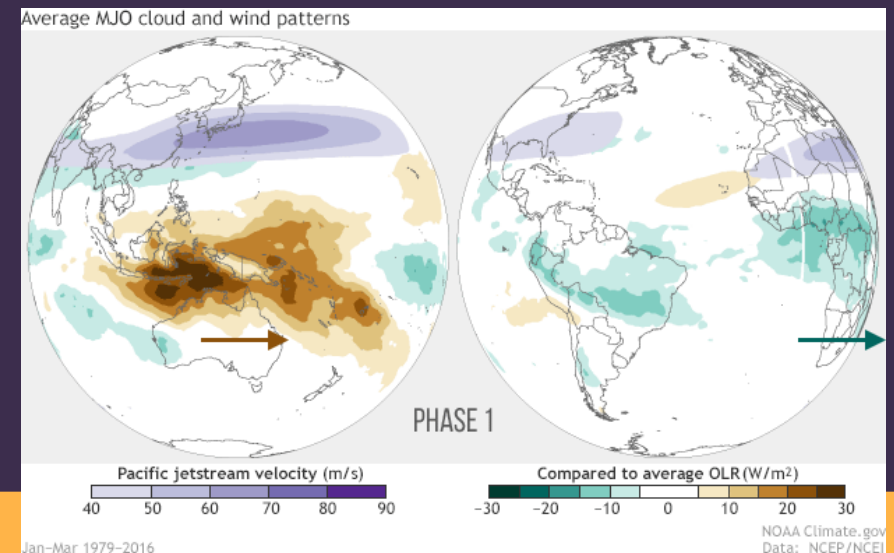 Average MJO cloud and wind patterns
PHASE 1
Pacific jetstream velocity (m/s)
40 50 60 70 80 90
Compared to average OLR (W/m²)
−30 −20 −10 0 10 20 30
NOAA Climate.gov
Jan–Mar 1979–2016
Data: NCEP/NCEI